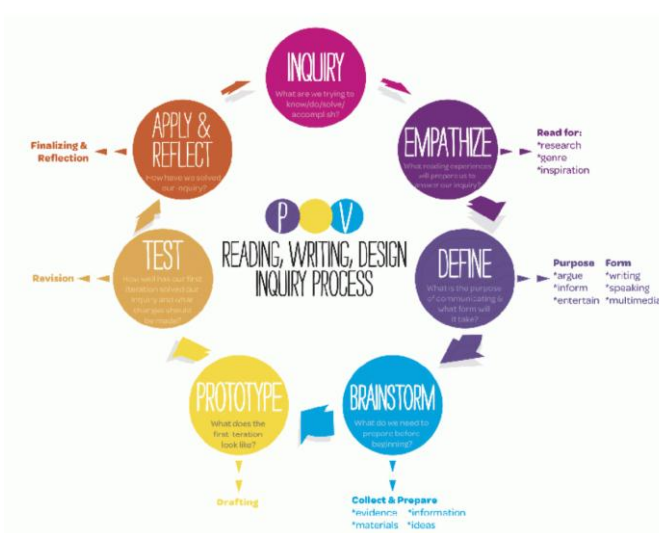 INQUIRY
What are we trying to
know/do/solve/
accomplish?
EMPATHIZE
What reading experiences
will prepare us to
answer our inquiry?
Read for:
*research
*genre
*inspiration
DEFINE
What is the purpose
of communicating &
what form will
it take?
Purpose Form
*argue *writing
*inform *speaking
*entertain *multimedia
BRAINSTORM
What do we need to
prepare before
beginning?
Collect & Prepare
*evidence *information
*materials *ideas
PROTOTYPE
What does the
first iteration
look like?
Drafting
TEST
How well has our first
iteration solved our
inquiry and what
changes should
be made?
Revision
APPLY &
REFLECT
How have we solved
our inquiry?
Finalizing &
Reflection
P V
READING, WRITING, DESIGN
INQUIRY PROCESS